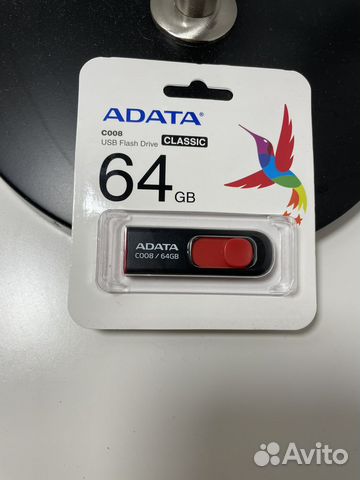 ADATA
C008
USB Flash Drive CLASSIC
64 GB
ADATA
C008 / 64GB
Avito